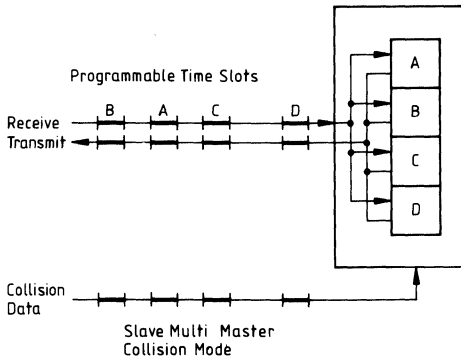 Programmable Time Slots
B A C D
Receive
Transmit
A
B
C
D
Collision
Data
Slave Multi Master
Collision Mode